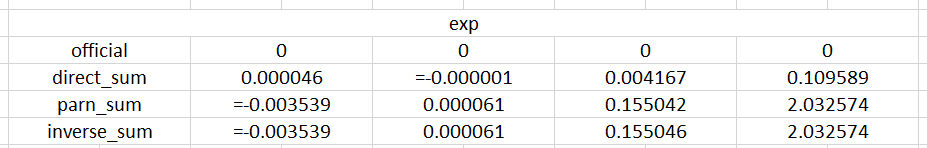 exp
official 0 0 0 0
direct_sum 0.000046 =-0.000001 0.004167 0.109589
parn_sum =-0.003539 0.000061 0.155042 2.032574
inverse_sum =-0.003539 0.000061 0.155046 2.032574